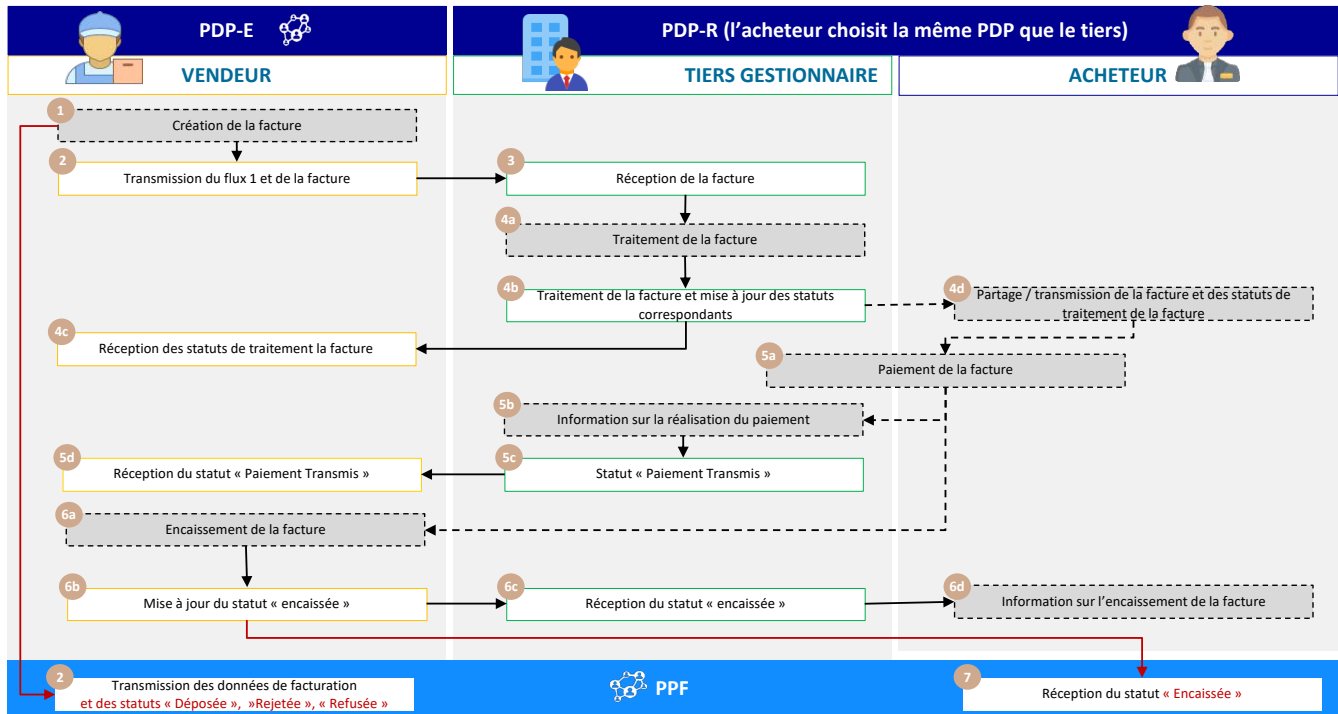 PDP-E
PDP-R (l'acheteur choisit la même PDP que le tiers)
VENDEUR
TIERS GESTIONNAIRE
ACHETEUR
1
Création de la facture
2
Transmission du flux 1 et de la facture
3
Réception de la facture
4a
Traitement de la facture
4b
Traitement de la facture et mise à jour des statuts
correspondants
4d
Partage / transmission de la facture et des statuts de
traitement de la facture
4c
Réception des statuts de traitement la facture
5a
Paiement de la facture
5b
Information sur la réalisation du paiement
5d
Réception du statut « Paiement Transmis »
5c
Statut « Paiement Transmis »
6a
Encaissement de la facture
6b
Mise à jour du statut « encaissée »
6c
Réception du statut « encaissée »
6d
Information sur l'encaissement de la facture
2
Transmission des données de facturation
et des statuts « Déposée », »Rejetée », « Refusée »
PPF
7
Réception du statut « Encaissée »